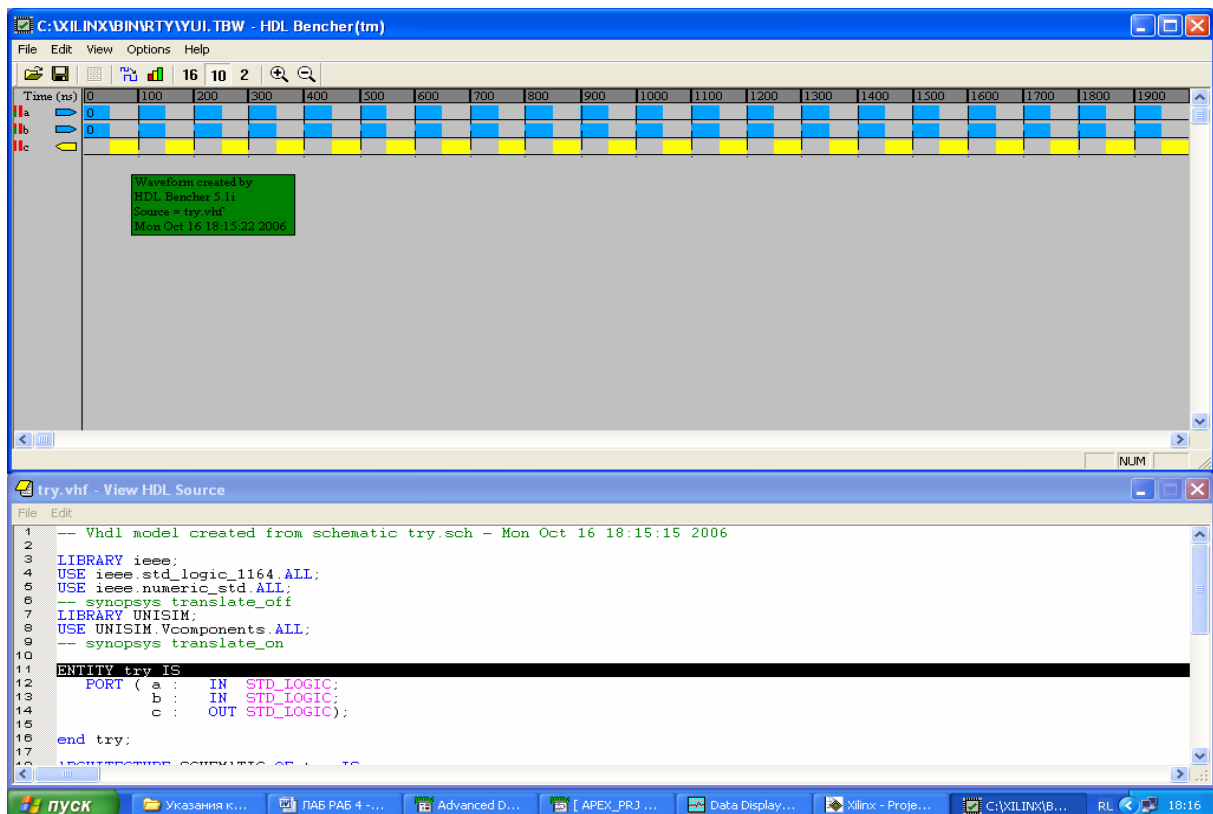 C:\XILINX\BIN\RTY\YUI.TBW - HDL Bencher(tm)
File Edit View Options Help
16 10 2
Time (ns) 0 100 200 300 400 500 600 700 800 900 1000 1100 1200 1300 1400 1500 1600 1700 1800 1900
a 0
b 0
c
Waveform created by
HDL Bencher 5.1i
Source = try.vhf
Mon Oct 16 18:15:22 2006
NUM
try.vhf - View HDL Source
File Edit
1 -- Vhdl model created from schematic try.sch - Mon Oct 16 18:15:15 2006
2
3 LIBRARY ieee;
4 USE ieee.std_logic_1164.ALL;
5 USE ieee.numeric_std.ALL;
6 -- synopsys translate_off
7 LIBRARY UNISIM;
8 USE UNISIM.Vcomponents.ALL;
9 -- synopsys translate_on
10
11 ENTITY try IS
12 PORT ( a : IN STD_LOGIC;
13 b : IN STD_LOGIC;
14 c : OUT STD_LOGIC);
15
16 end try;
17
пуск Указания к... ЛАБ РАБ 4 -... Advanced D... [ APEX_PRJ ... Data Display... Xilinx - Proje... C:\XILINX\B... RL 18:16